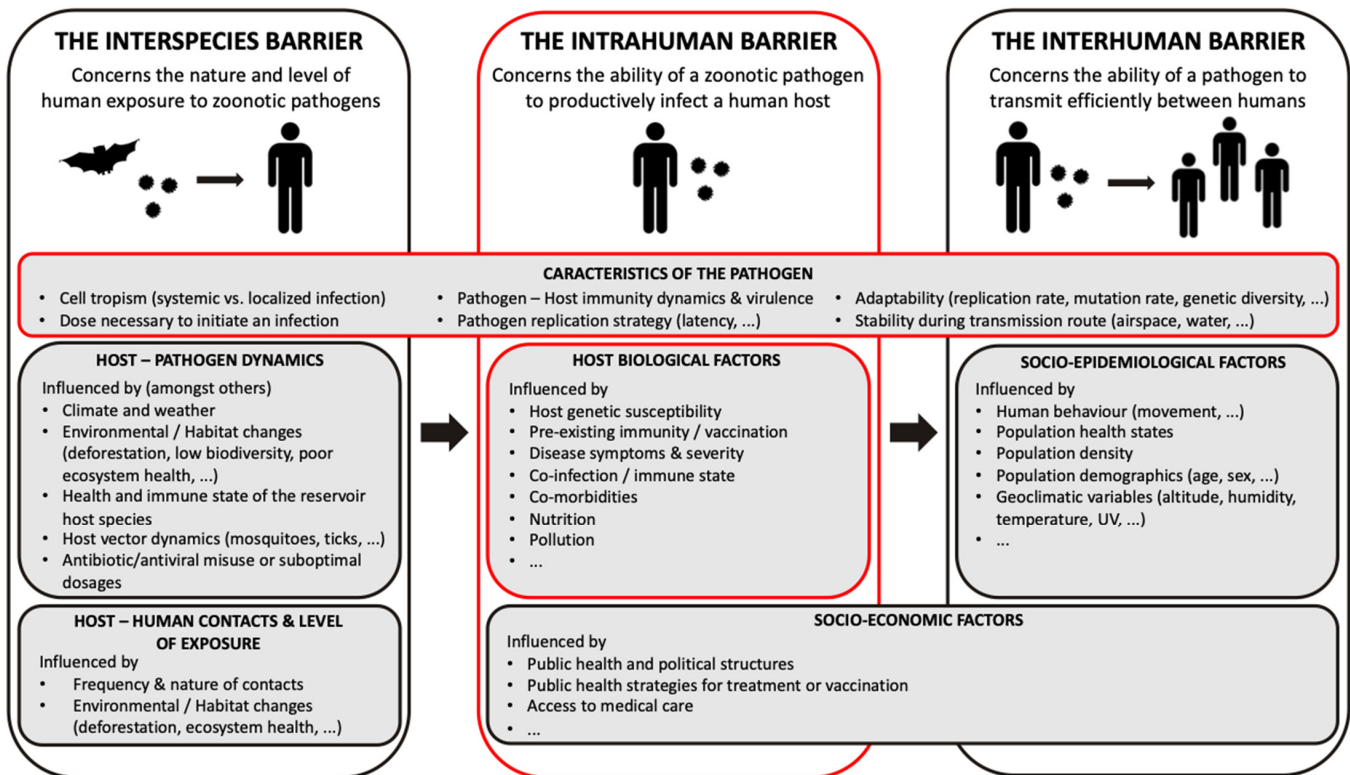 THE INTERSPECIES BARRIER
Concerns the nature and level of
human exposure to zoonotic pathogens
THE INTRAHUMAN BARRIER
Concerns the ability of a zoonotic pathogen
to productively infect a human host
THE INTERHUMAN BARRIER
Concerns the ability of a pathogen to
transmit efficiently between humans
CARACTERISTICS OF THE PATHOGEN
• Cell tropism (systemic vs. localized infection)
• Dose necessary to initiate an infection
• Pathogen – Host immunity dynamics & virulence
• Pathogen replication strategy (latency, ...)
• Adaptability (replication rate, mutation rate, genetic diversity, ...)
• Stability during transmission route (airspace, water, ...)
HOST – PATHOGEN DYNAMICS
Influenced by (amongst others)
• Climate and weather
• Environmental / Habitat changes
(deforestation, low biodiversity, poor
ecosystem health, ...)
• Health and immune state of the reservoir
host species
• Host vector dynamics (mosquitoes, ticks, ...)
• Antibiotic/antiviral misuse or suboptimal
dosages
HOST BIOLOGICAL FACTORS
Influenced by
• Host genetic susceptibility
• Pre-existing immunity / vaccination
• Disease symptoms & severity
• Co-infection / immune state
• Co-morbidities
• Nutrition
• Pollution
• ...
SOCIO-EPIDEMIOLOGICAL FACTORS
Influenced by
• Human behaviour (movement, ...)
• Population health states
• Population density
• Population demographics (age, sex, ...)
• Geoclimatic variables (altitude, humidity,
temperature, UV, ...)
• ...
HOST – HUMAN CONTACTS & LEVEL
OF EXPOSURE
Influenced by
• Frequency & nature of contacts
• Environmental / Habitat changes
(deforestation, ecosystem health, ...)
SOCIO-ECONOMIC FACTORS
Influenced by
• Public health and political structures
• Public health strategies for treatment or vaccination
• Access to medical care
• ...